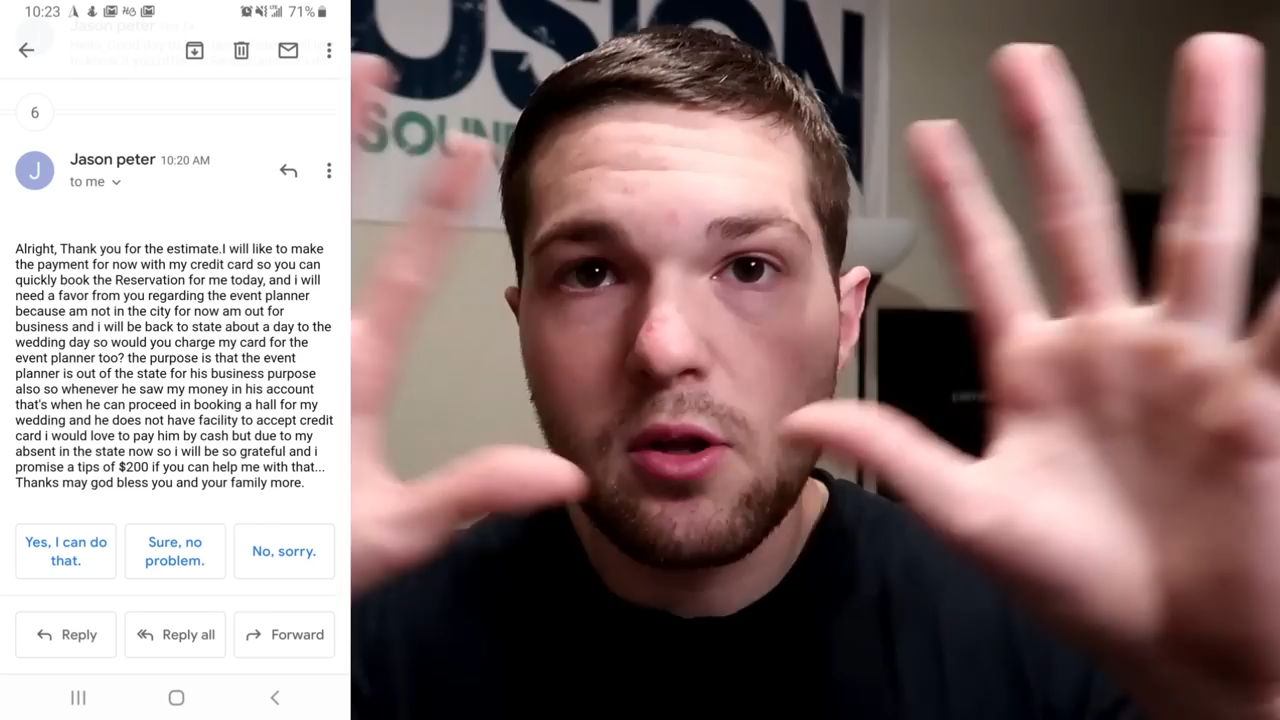 10:23
71%
6
Jason peter 10:20 AM
to me
Alright, Thank you for the estimate.I will like to make
the payment for now with my credit card so you can
quickly book the Reservation for me today, and i will
need a favor from you regarding the event planner
because am not in the city for now am out for
business and i will be back to state about a day to the
wedding day so would you charge my card for the
event planner too? the purpose is that the event
planner is out of the state for his business purpose
also so whenever he saw my money in his account
that's when he can proceed in booking a hall for my
wedding and he does not have facility to accept credit
card i would love to pay him by cash but due to my
absent in the state now so i will be so grateful and i
promise a tips of $200 if you can help me with that...
Thanks may god bless you and your family more.
Yes, I can do
that.
Sure, no
problem.
No, sorry.
Reply
Reply all
Forward